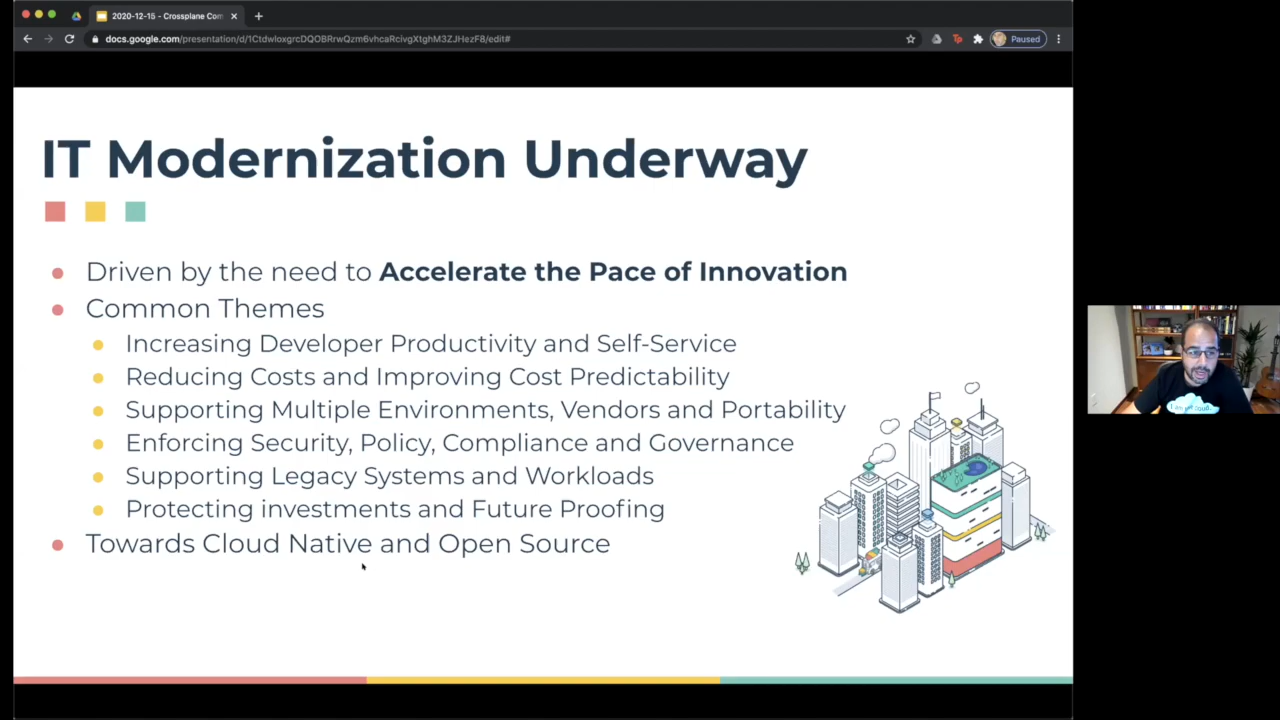 2020-12-15 - Crossplane Com
docs.google.com/presentation/d/1CtdwloxgrcDQOBRrwQzm6vhcaRcivgXtghM3ZJHezF8/edit#
Paused
IT Modernization Underway
Driven by the need to Accelerate the Pace of Innovation
Common Themes
Increasing Developer Productivity and Self-Service
Reducing Costs and Improving Cost Predictability
Supporting Multiple Environments, Vendors and Portability
Enforcing Security, Policy, Compliance and Governance
Supporting Legacy Systems and Workloads
Protecting investments and Future Proofing
Towards Cloud Native and Open Source